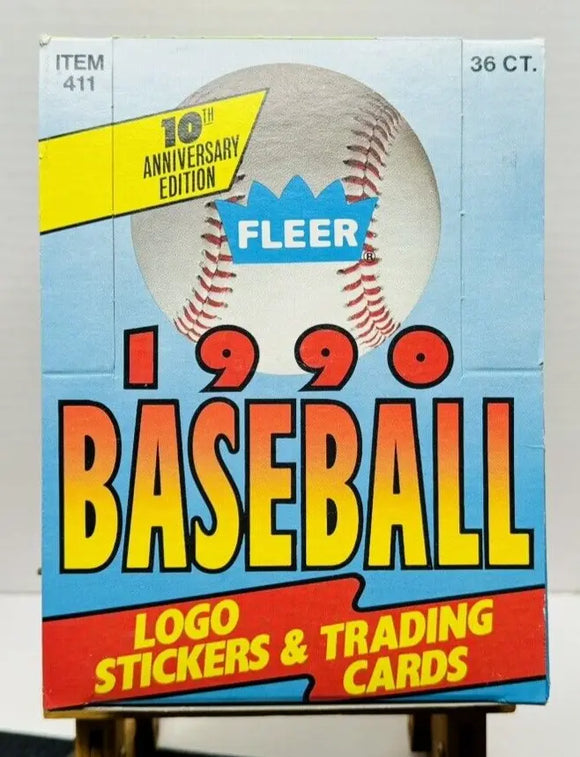 ITEM
411
36 CT.
10TH
ANNIVERSARY
EDITION
FLEER®
1990
BASEBALL
LOGO
STICKERS & TRADING
CARDS